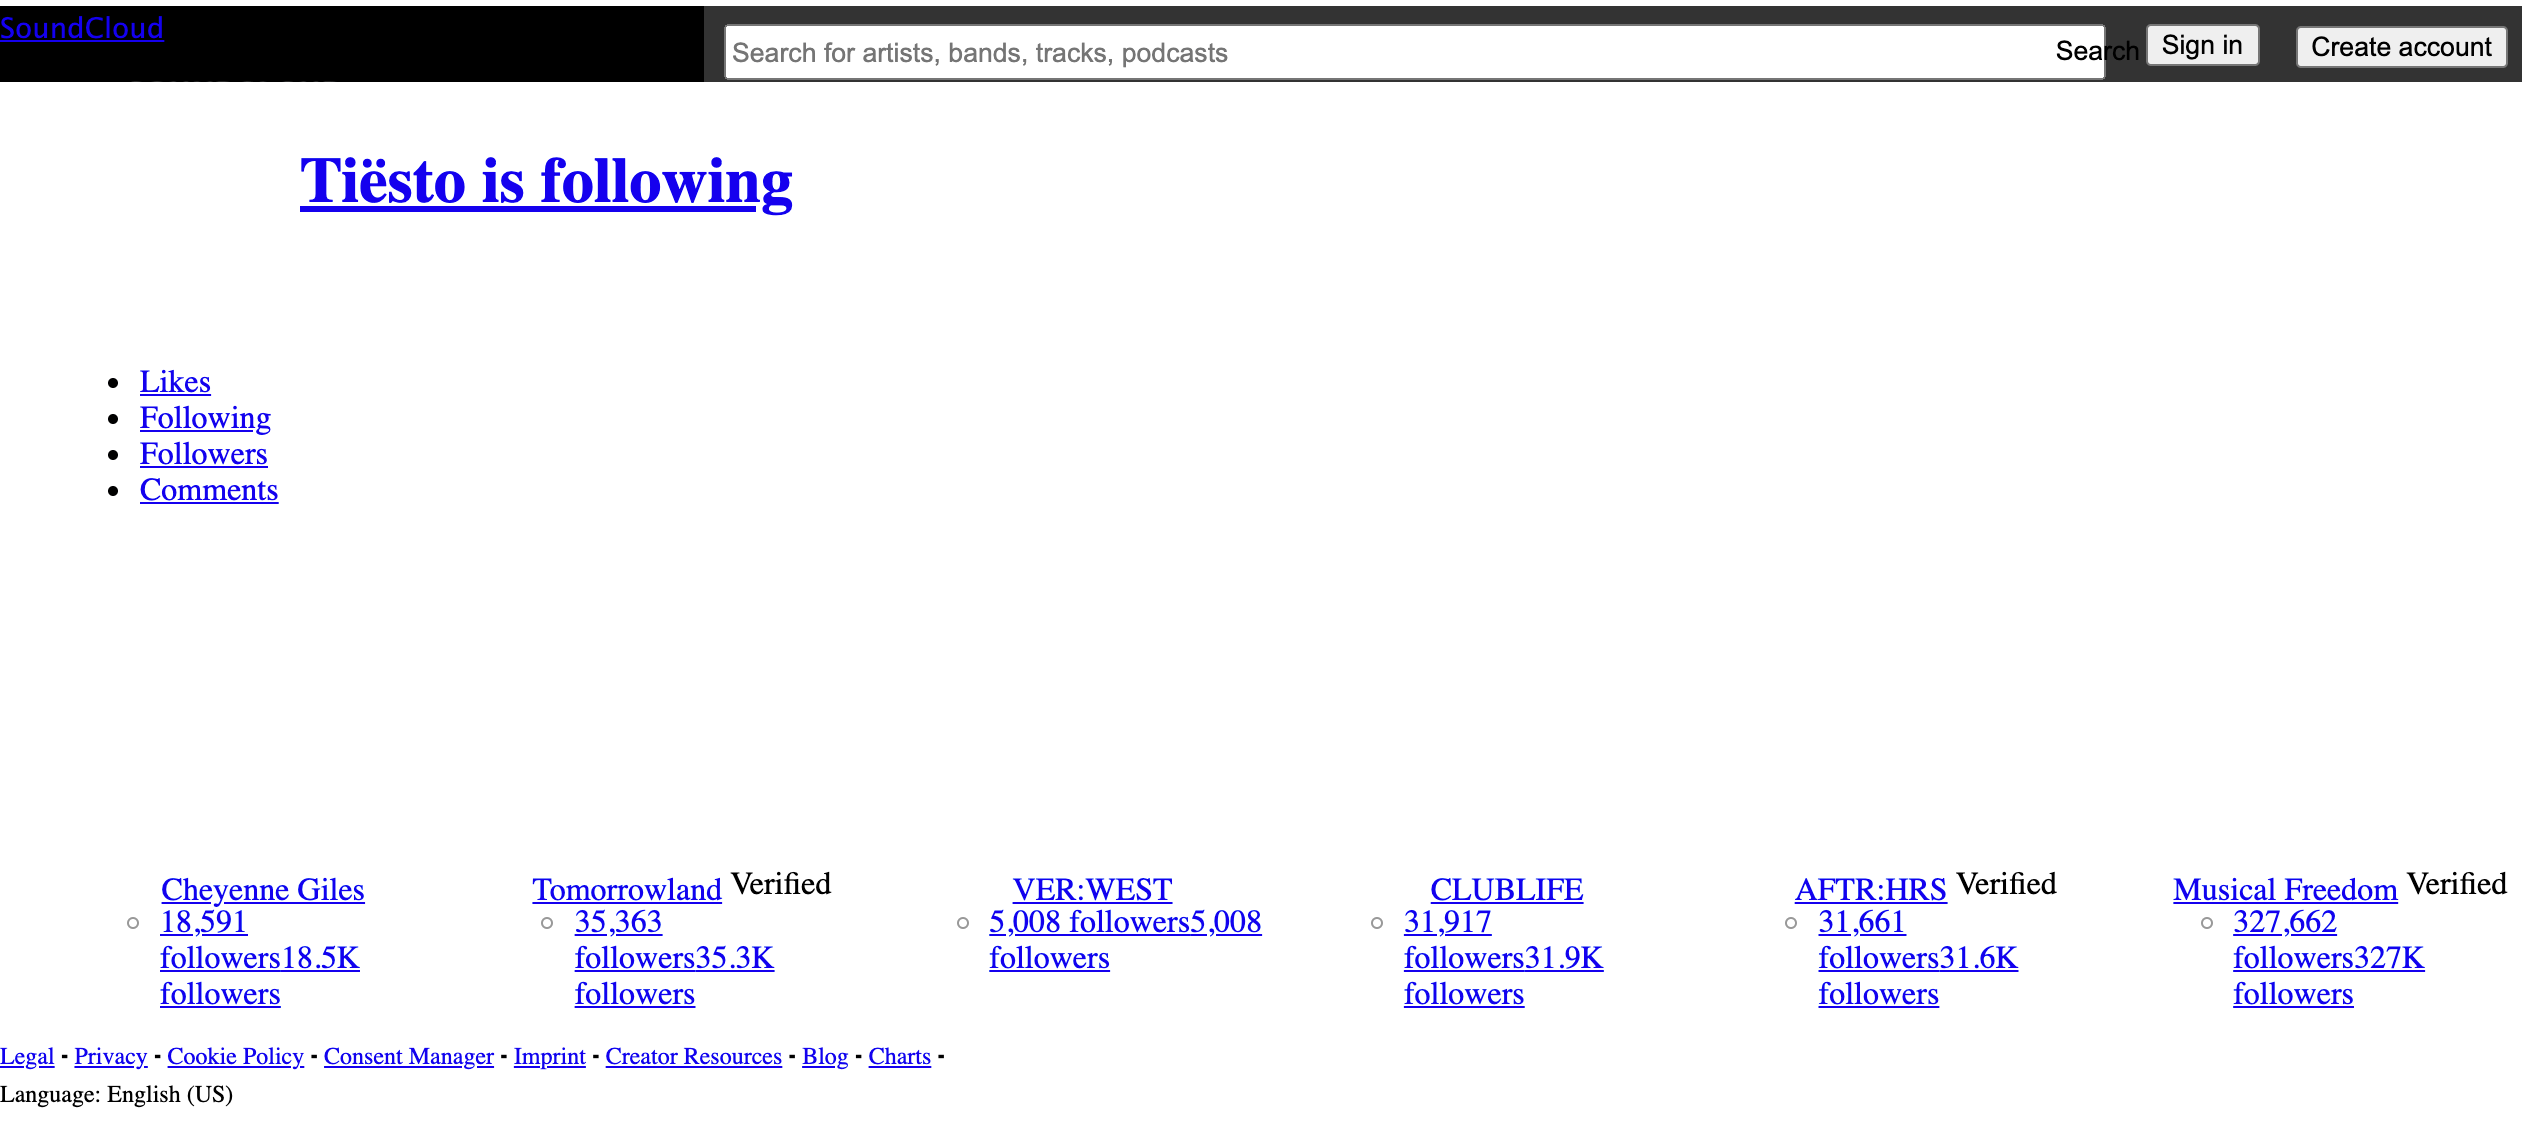 SoundCloud
Search for artists, bands, tracks, podcasts
Search
Sign in
Create account
Tiësto is following
Likes
Following
Followers
Comments
Cheyenne Giles
18,591
followers18.5K
followers
Tomorrowland Verified
35,363
followers35.3K
followers
VER:WEST
5,008 followers5,008
followers
CLUBLIFE
31,917
followers31.9K
followers
AFTR:HRS Verified
31,661
followers31.6K
followers
Musical Freedom Verified
327,662
followers327K
followers
Legal - Privacy - Cookie Policy - Consent Manager - Imprint - Creator Resources - Blog - Charts -
Language: English (US)